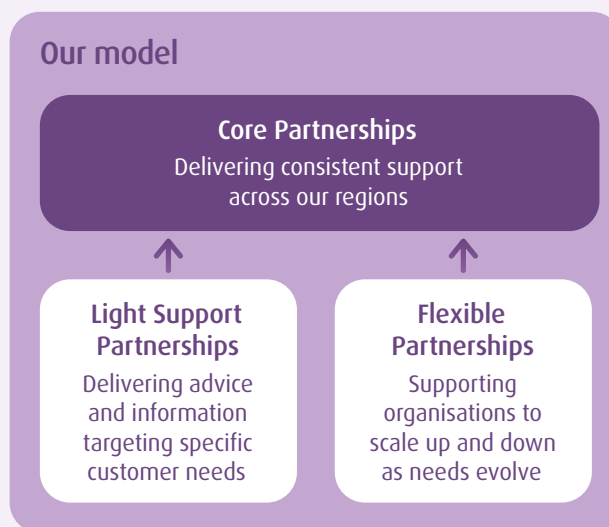 Our model
Core Partnerships
Delivering consistent support
across our regions
Light Support
Partnerships
Delivering advice
and information
targeting specific
customer needs
Flexible
Partnerships
Supporting
organisations to
scale up and down
as needs evolve